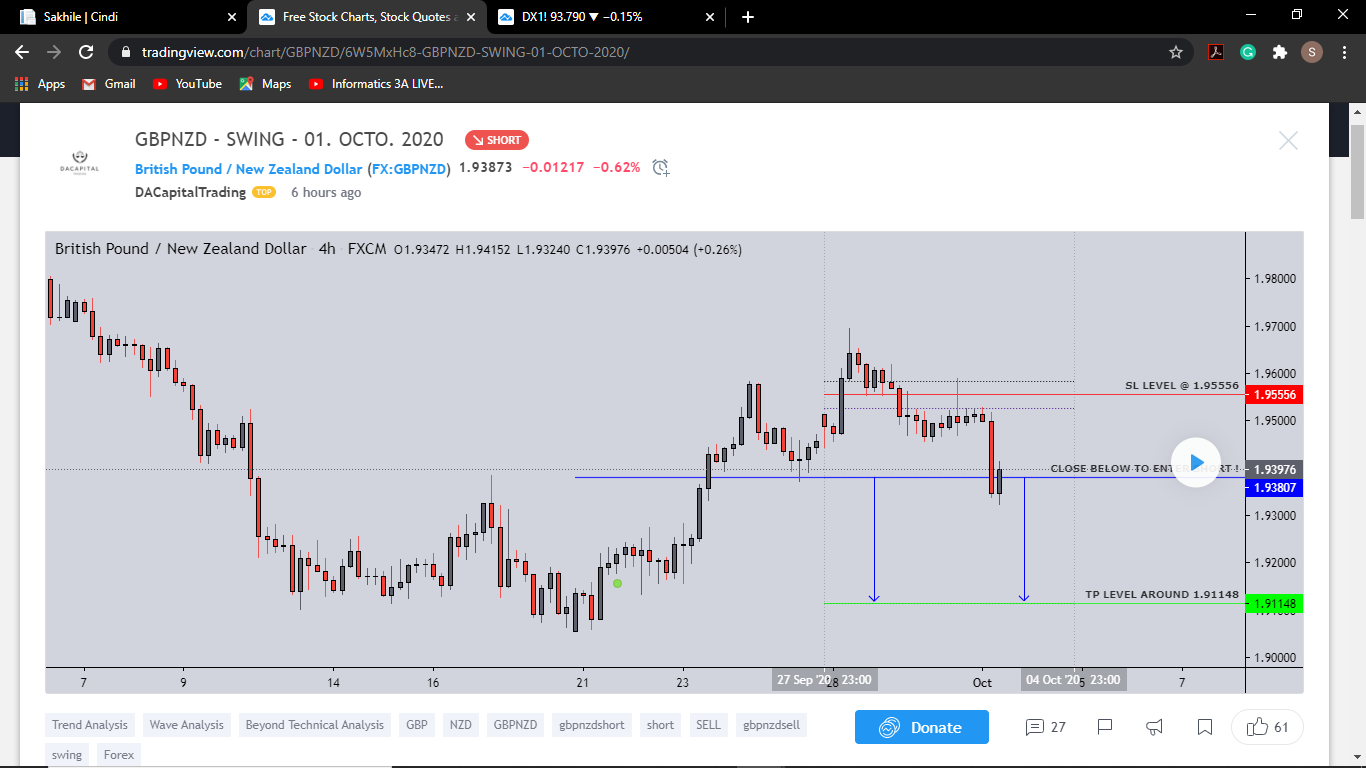 Sakhile | Cindi
Free Stock Charts, Stock Quotes a
DX1! 93.790 ▼ −0.15%
tradingview.com/chart/GBPNZD/6W5MxHc8-GBPNZD-SWING-01-OCTO-2020/
S
Apps Gmail YouTube Maps Informatics 3A LIVE...
GBPNZD - SWING - 01. OCTO. 2020 SHORT
DACAPITAL
British Pound / New Zealand Dollar (FX:GBPNZD) 1.93873 −0.01217 −0.62%
DACapitalTrading TOP 6 hours ago
British Pound / New Zealand Dollar 4h FXCM O1.93472 H1.94152 L1.93240 C1.93976 +0.00504 (+0.26%)
1.98000
1.97000
1.96000
SL LEVEL @ 1.95556
1.95556
1.95000
CLOSE BELOW TO ENTER SHORT ! 1.93976
1.93807
1.93000
1.92000
TP LEVEL AROUND 1.91148
1.91148
1.90000
7 9 14 16 21 23 27 Sep '20 23:00 28 Oct 04 Oct '20 23:00 5 7
Trend Analysis Wave Analysis Beyond Technical Analysis GBP NZD GBPNZD gbpnzdshort short SELL gbpnzdsell
swing Forex
Donate 27 61